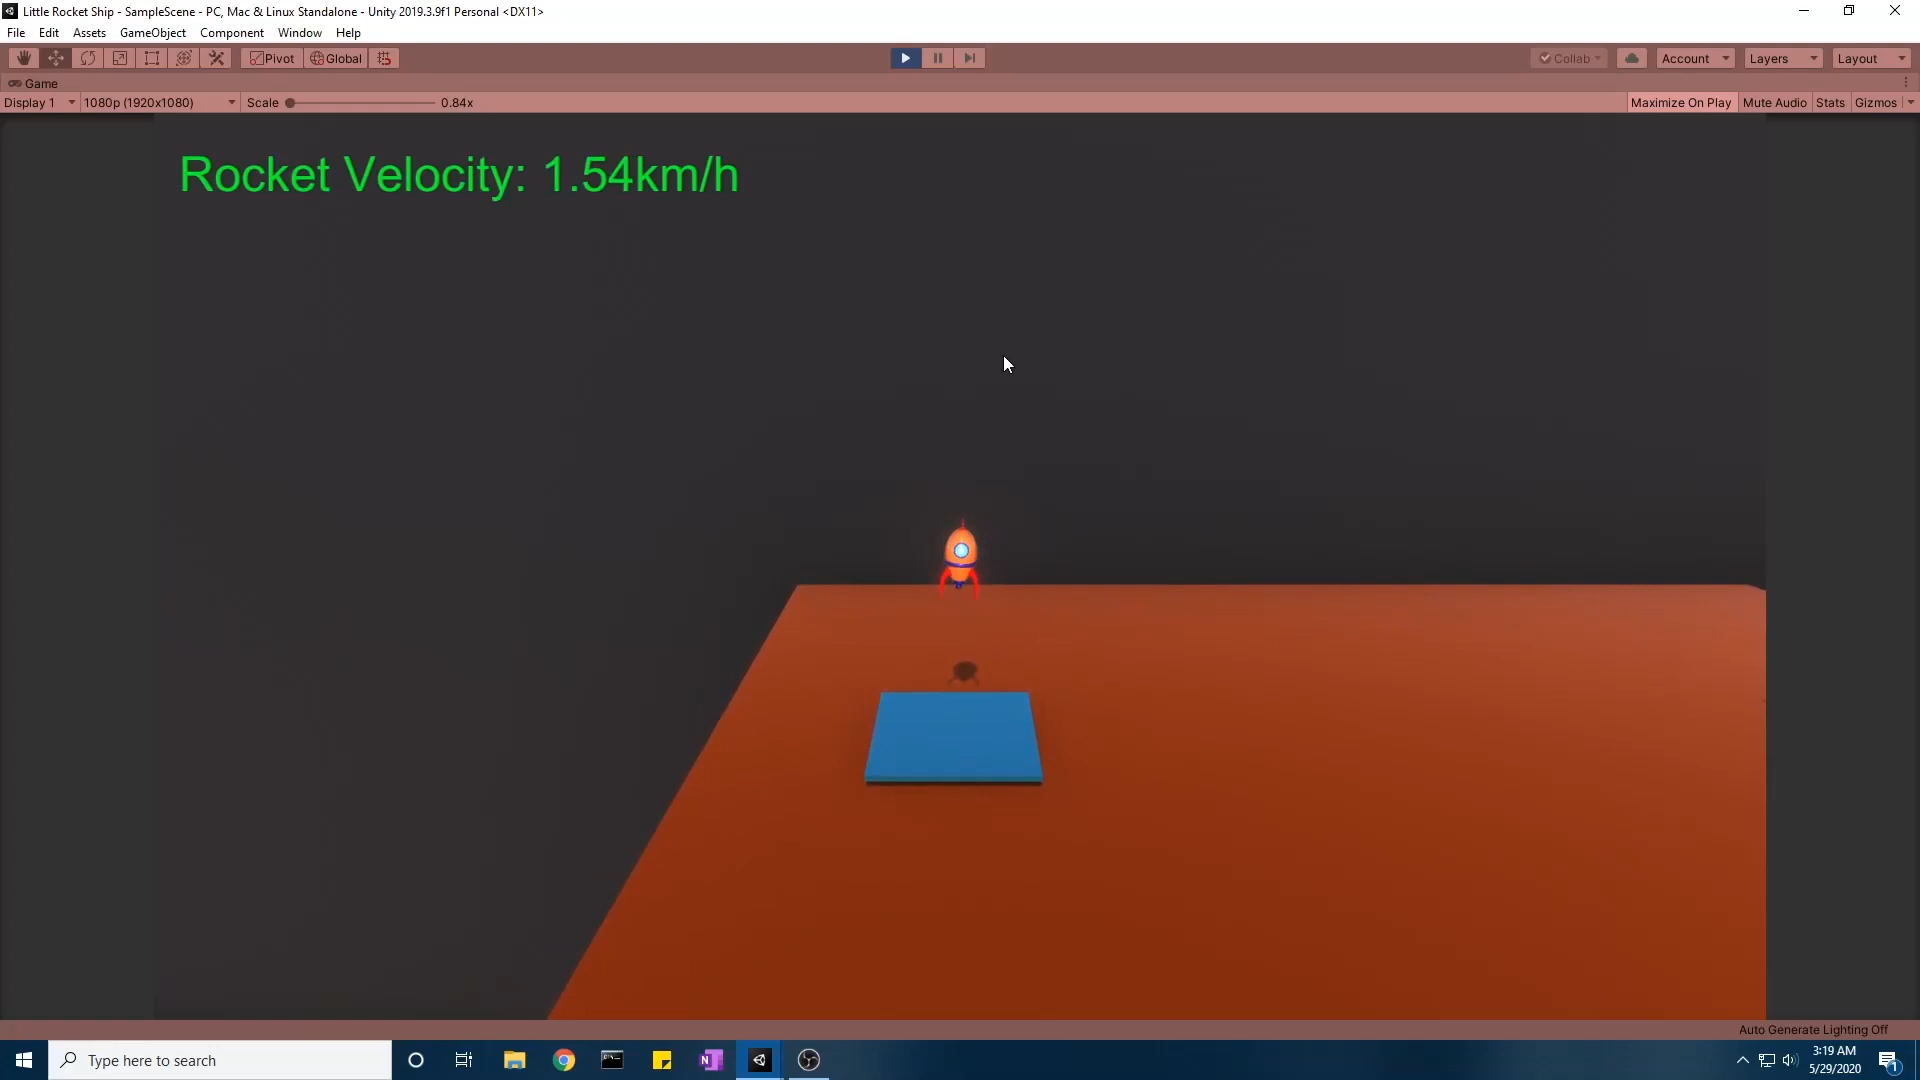 Little Rocket Ship - SampleScene - PC, Mac & Linux Standalone - Unity 2019.3.9f1 Personal <DX11>
File Edit Assets GameObject Component Window Help
Pivot Global Collab Account Layers Layout
Game
Display 1 1080p (1920x1080) Scale 0.84x Maximize On Play Mute Audio Stats Gizmos
Rocket Velocity: 1.54km/h
Auto Generate Lighting Off
Type here to search
3:19 AM
5/29/2020
1